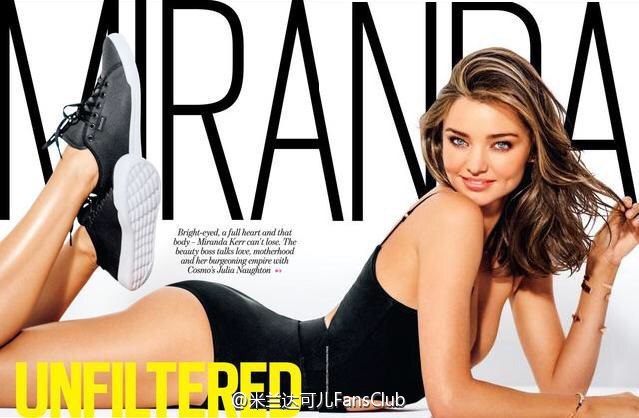 MIRANDA
Bright-eyed, a full heart and that
body – Miranda Kerr can't lose. The
beauty boss talks love, motherhood
and her burgeoning empire with
Cosmo's Julia Naughton
UNFILTERED
@米兰达可儿FansClub